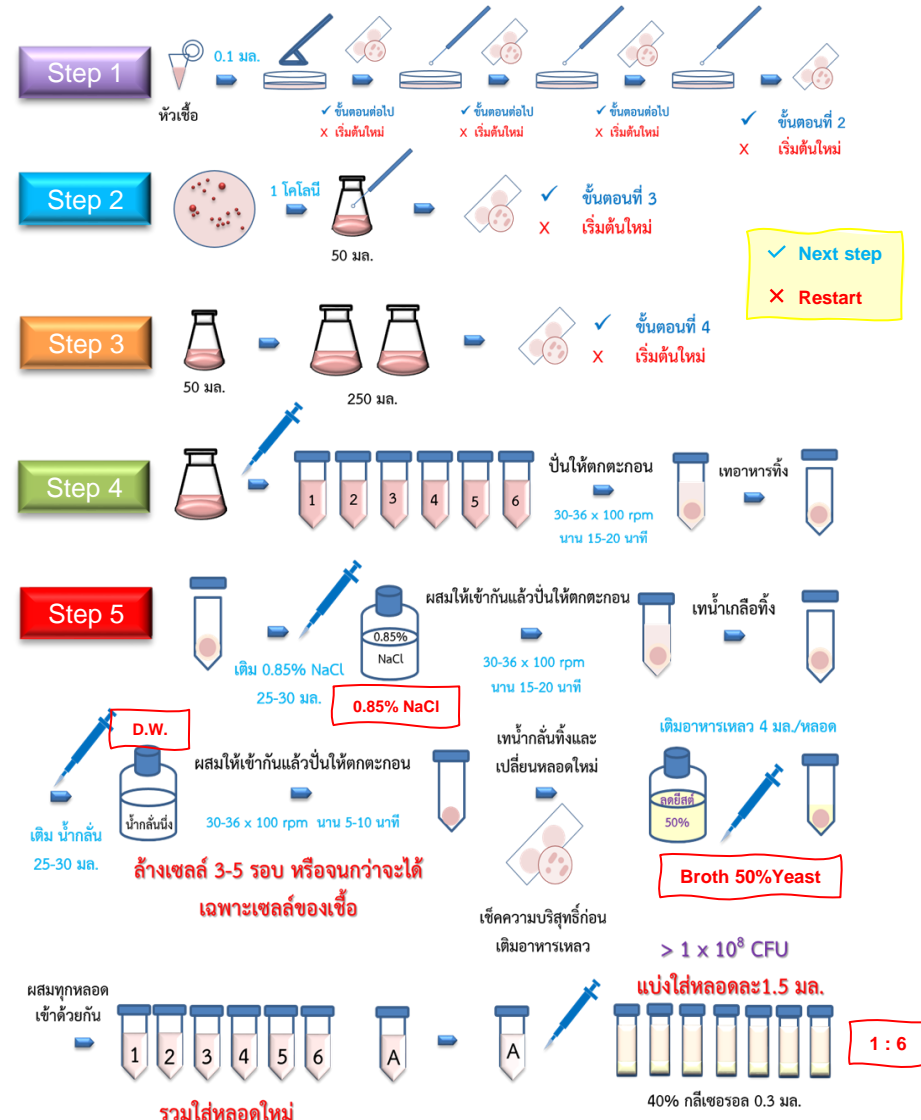 Step 1
0.1 มล.
หัวเชื้อ
✓ ขั้นตอนต่อไป
X เริ่มต้นใหม่
✓ ขั้นตอนต่อไป
X เริ่มต้นใหม่
✓ ขั้นตอนต่อไป
X เริ่มต้นใหม่
✓ ขั้นตอนที่ 2
X เริ่มต้นใหม่
Step 2
1 โคโลนี
50 มล.
✓ ขั้นตอนที่ 3
X เริ่มต้นใหม่
✓ Next step
✕ Restart
Step 3
50 มล.
250 มล.
✓ ขั้นตอนที่ 4
X เริ่มต้นใหม่
Step 4
1 2 3 4 5 6
ปั่นให้ตกตะกอน
30-36 x 100 rpm
นาน 15-20 นาที
เทอาหารทิ้ง
Step 5
เติม 0.85% NaCl
25-30 มล.
0.85%
NaCl
0.85% NaCl
ผสมให้เข้ากันแล้วปั่นให้ตกตะกอน
30-36 x 100 rpm
นาน 15-20 นาที
เทน้ำเกลือทิ้ง
D.W.
เติม น้ำกลั่น
25-30 มล.
น้ำกลั่นนึ่ง
ผสมให้เข้ากันแล้วปั่นให้ตกตะกอน
30-36 x 100 rpm นาน 5-10 นาที
ล้างเซลล์ 3-5 รอบ หรือจนกว่าจะได้
เฉพาะเซลล์ของเชื้อ
เทน้ำกลั่นทิ้งและ
เปลี่ยนหลอดใหม่
เช็คความบริสุทธิ์ก่อน
เติมอาหารเหลว
เติมอาหารเหลว 4 มล./หลอด
ลดยีสต์
50%
Broth 50%Yeast
> 1 x 10⁸ CFU
แบ่งใส่หลอดละ1.5 มล.
ผสมทุกหลอด
เข้าด้วยกัน
1 2 3 4 5 6
รวมใส่หลอดใหม่
A
A
1 : 6
40% กลีเซอรอล 0.3 มล.